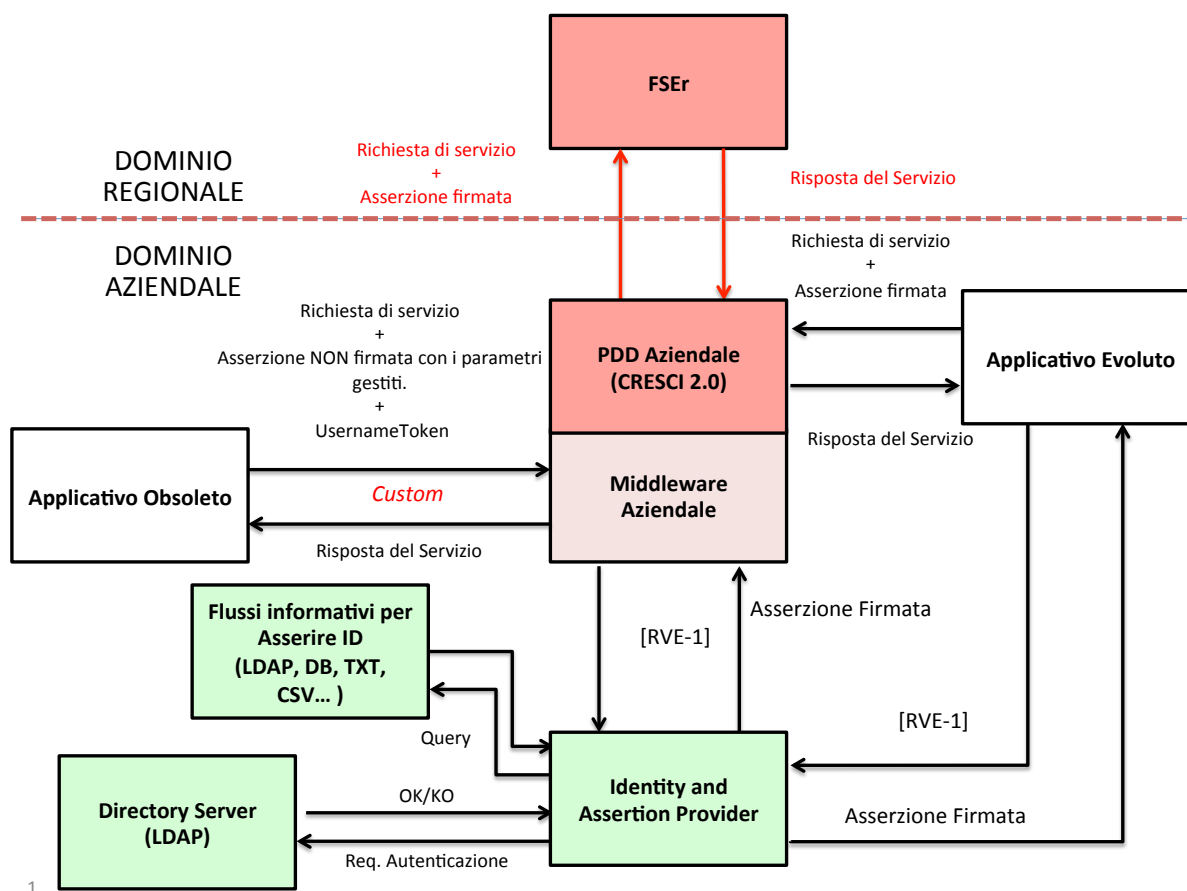 FSEr
DOMINIO
REGIONALE
Richiesta di servizio
+
Asserzione firmata
Risposta del Servizio
DOMINIO
AZIENDALE
Richiesta di servizio
+
Asserzione firmata
Richiesta di servizio
+
Asserzione NON firmata con i parametri
gestiti.
+
UsernameToken
PDD Aziendale
(CRESCI 2.0)
Applicativo Evoluto
Risposta del Servizio
Applicativo Obsoleto
Custom
Middleware
Aziendale
Risposta del Servizio
Flussi informativi per
Asserire ID
(LDAP, DB, TXT,
CSV... )
[RVE-1]
Asserzione Firmata
Query
[RVE-1]
Directory Server
(LDAP)
OK/KO
Req. Autenticazione
Identity and
Assertion Provider
Asserzione Firmata
1